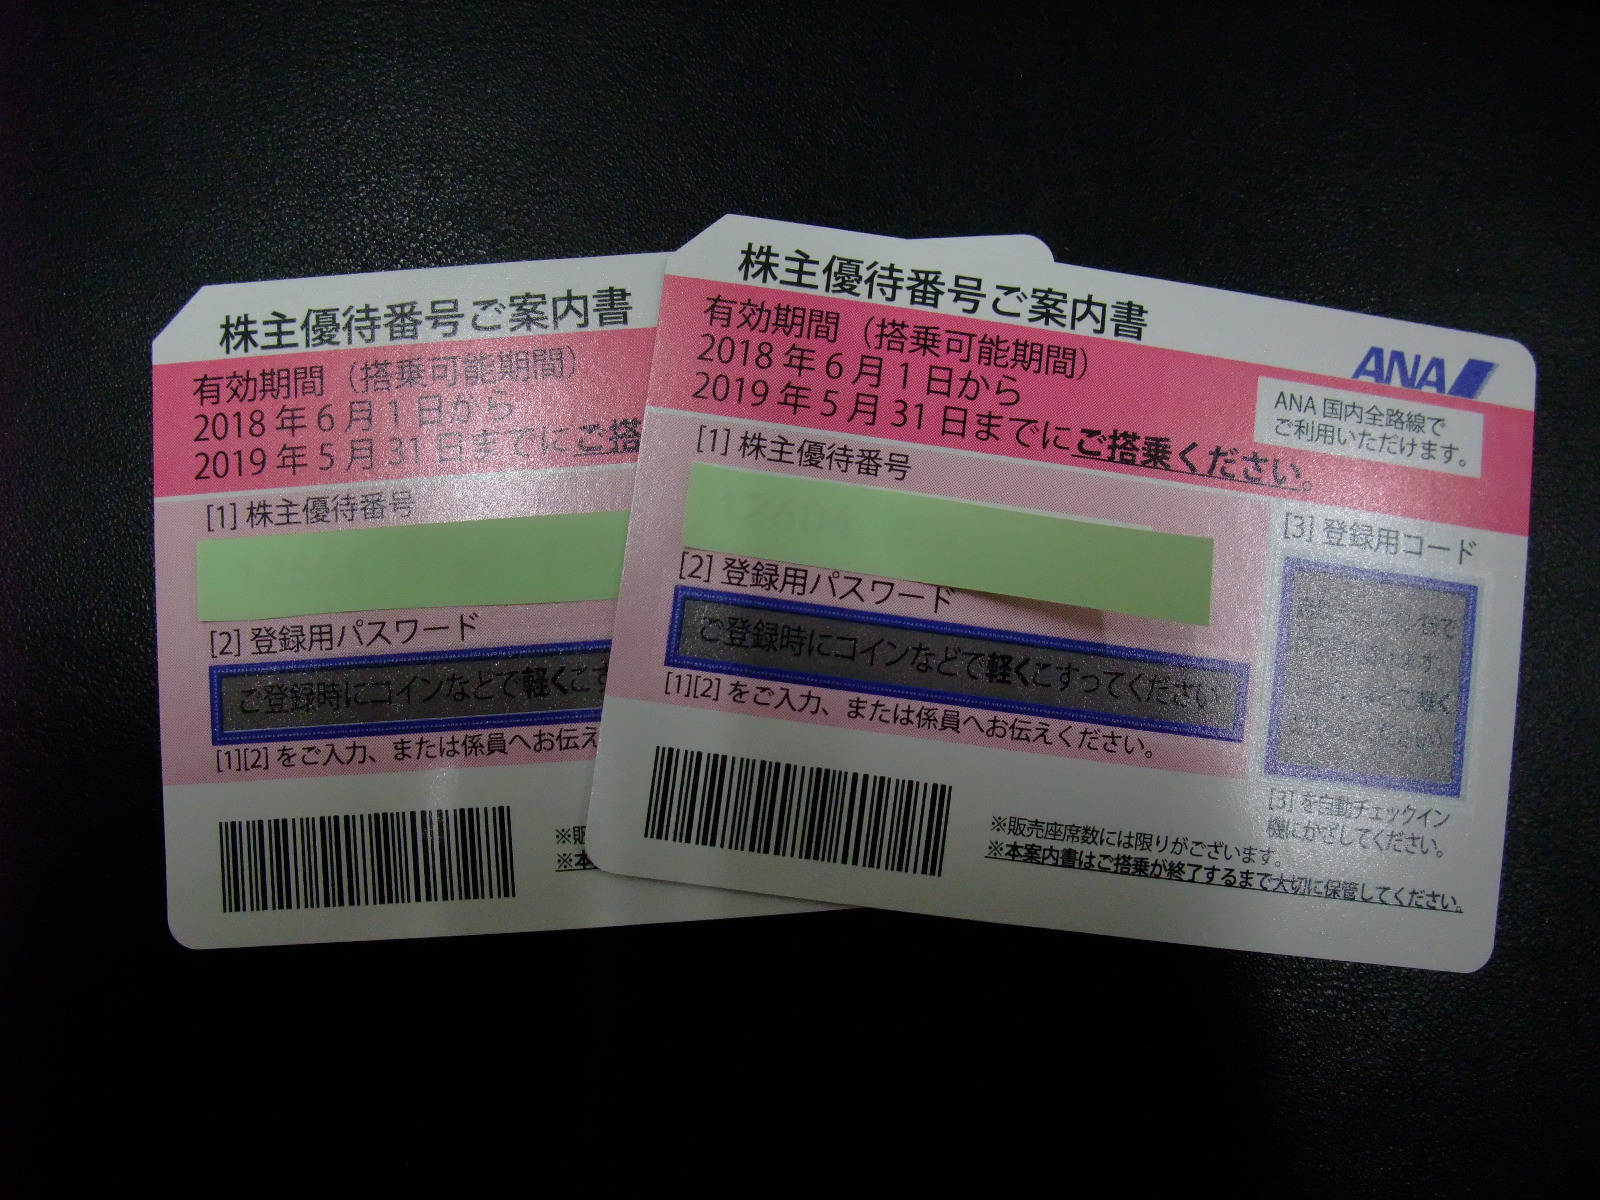 株主優待番号ご案内書
有効期間（搭乗可能期間）
2018年6月1日から
2019年5月31日までにご搭
[1] 株主優待番号
[2] 登録用パスワード
ご登録時にコインなどで軽くこす
[1][2] をご入力、または係員へお伝え
※販
※本
株主優待番号ご案内書
有効期間（搭乗可能期間）
2018年6月1日から
2019年5月31日までにご搭乗ください。
ANA
ANA 国内全路線で
ご利用いただけます。
[1] 株主優待番号
[2] 登録用パスワード
ご登録時にコインなどで軽くこすってください
[1][2] をご入力、または係員へお伝えください。
[3] 登録用コード
[3] を自動チェックイン
機にかざしてください。
※販売座席数には限りがございます。
※本案内書はご搭乗が終了するまで大切に保管してください。